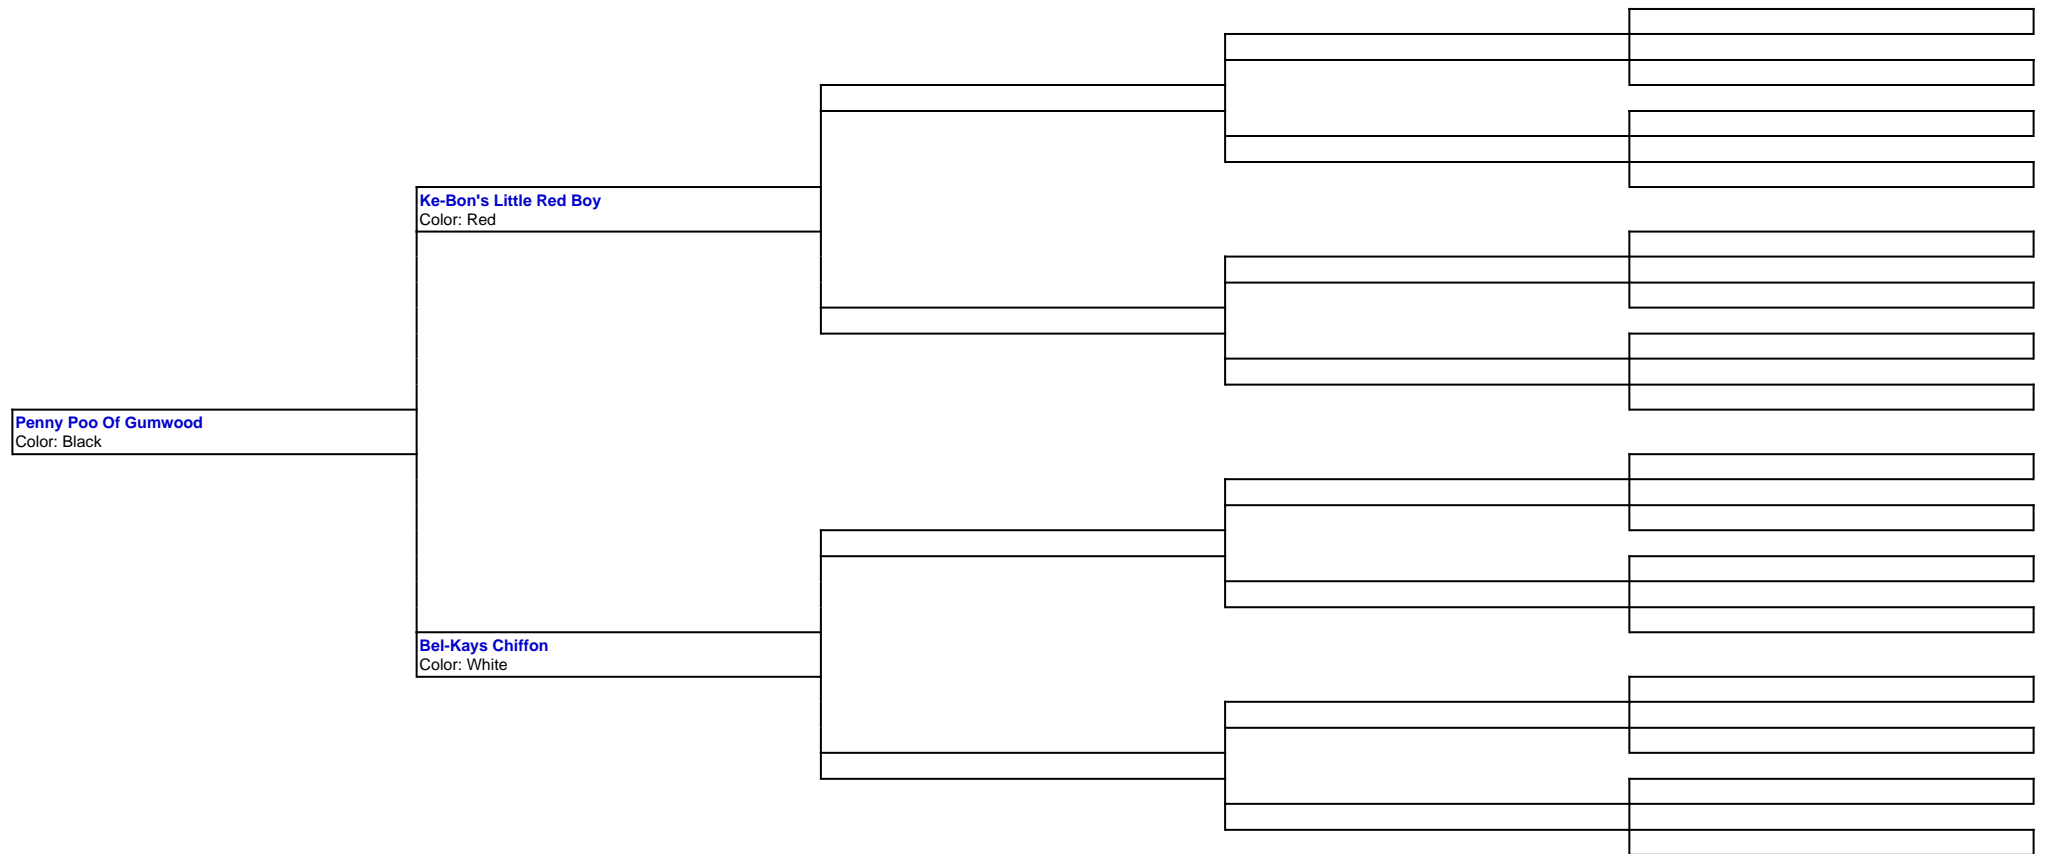 Ke-Bon's Little Red Boy
Color: Red
Penny Poo Of Gumwood
Color: Black
Bel-Kays Chiffon
Color: White